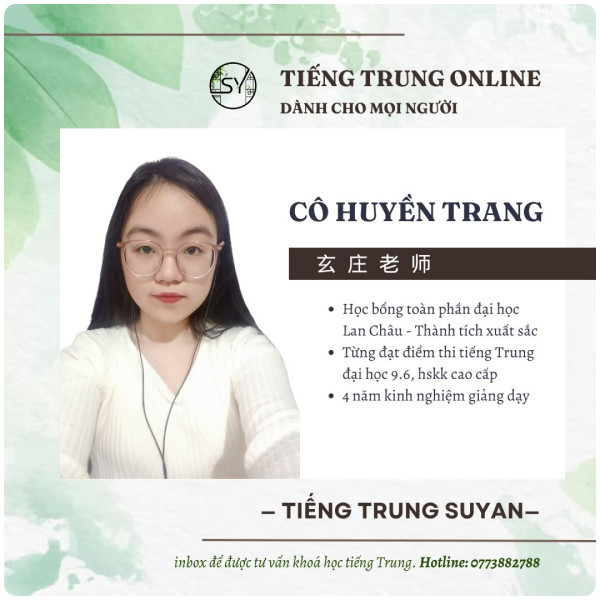 SY
TIẾNG TRUNG ONLINE
DÀNH CHO MỌI NGƯỜI
CÔ HUYỀN TRANG
玄庄老师
• Học bổng toàn phần đại học
Lan Châu - Thành tích xuất sắc
• Từng đạt điểm thi tiếng Trung
đại học 9.6, hskk cao cấp
• 4 năm kinh nghiệm giảng dạy
– TIẾNG TRUNG SUYAN–
inbox để được tư vấn khoá học tiếng Trung. Hotline: 0773882788